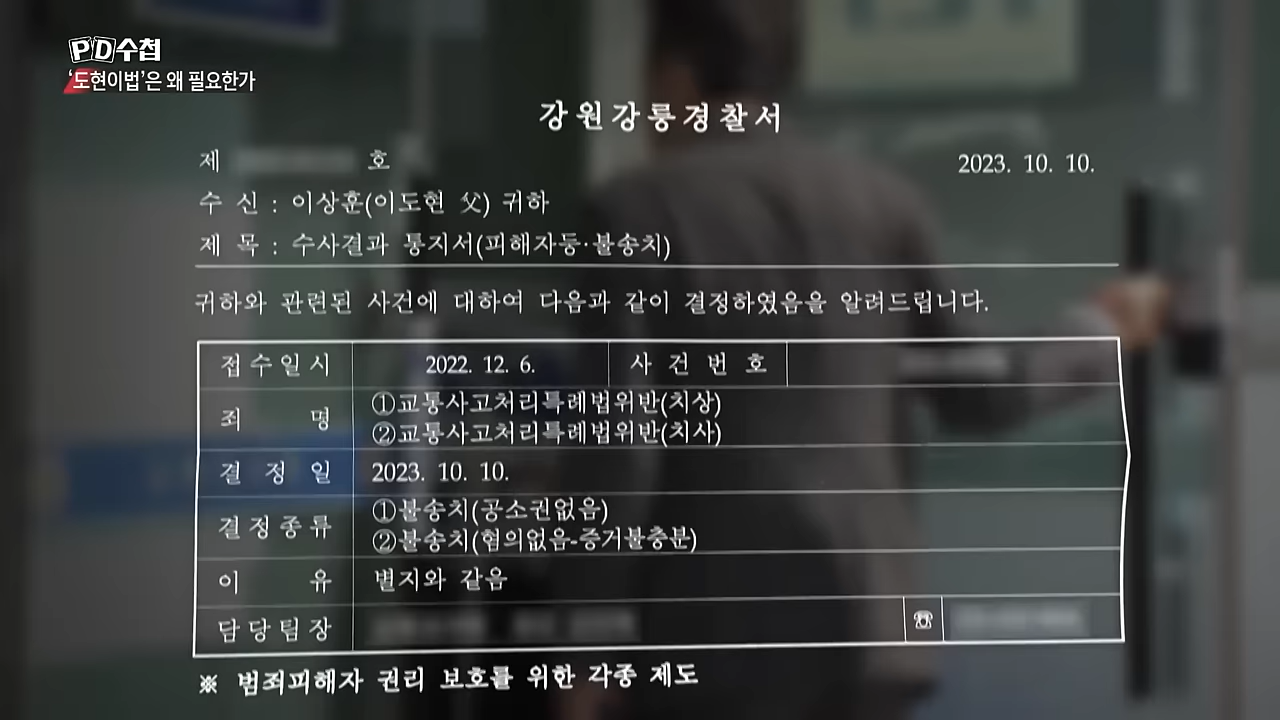 PD수첩
'도현이법'은 왜 필요한가
강원강릉경찰서
제 호
2023. 10. 10.
수 신 : 이상훈(이도현 父) 귀하
제 목 : 수사결과 통지서(피해자등·불송치)
귀하와 관련된 사건에 대하여 다음과 같이 결정하였음을 알려드립니다.
접수일시 2022. 12. 6. 사 건 번 호
죄 명 ①교통사고처리특례법위반(치상)
②교통사고처리특례법위반(치사)
결 정 일 2023. 10. 10.
결정종류 ①불송치(공소권없음)
②불송치(혐의없음-증거불충분)
이 유 별지와 같음
담당팀장 ☏
※ 범죄피해자 권리 보호를 위한 각종 제도